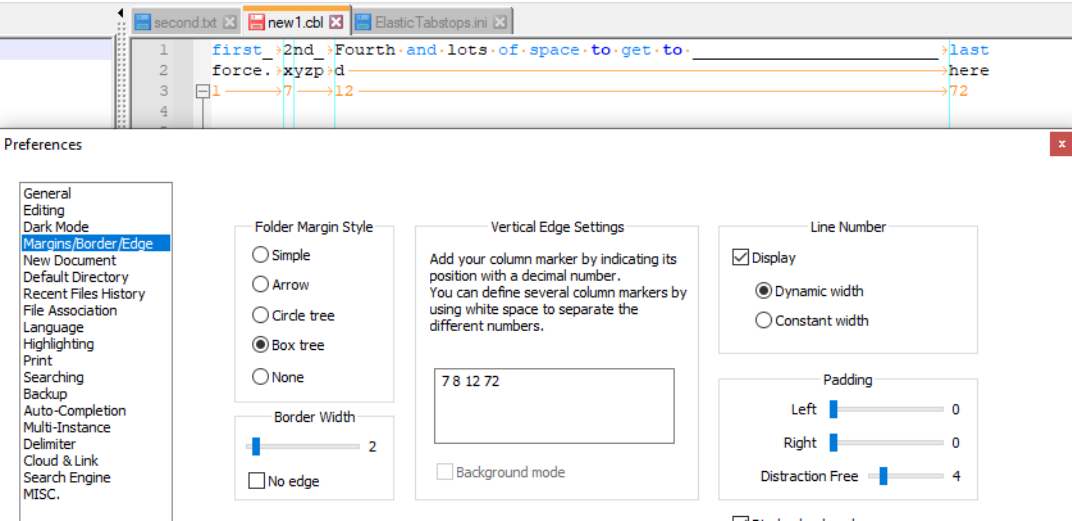 second.txt new1.cbl ElasticTabstops.ini
1 first_ 2nd_ Fourth·and·lots·of·space·to·get·to·____________________________ last
2 force. xyzp d here
3 1 7 12 72
4
Preferences
x
General
Editing
Dark Mode
Margins/Border/Edge
New Document
Default Directory
Recent Files History
File Association
Language
Highlighting
Print
Searching
Backup
Auto-Completion
Multi-Instance
Delimiter
Cloud & Link
Search Engine
MISC.
Folder Margin Style
Simple
Arrow
Circle tree
Box tree
None
Border Width
2
No edge
Vertical Edge Settings
Add your column marker by indicating its
position with a decimal number.
You can define several column markers by
using white space to separate the
different numbers.
7 8 12 72
Background mode
Line Number
Display
Dynamic width
Constant width
Padding
Left 0
Right 0
Distraction Free 4